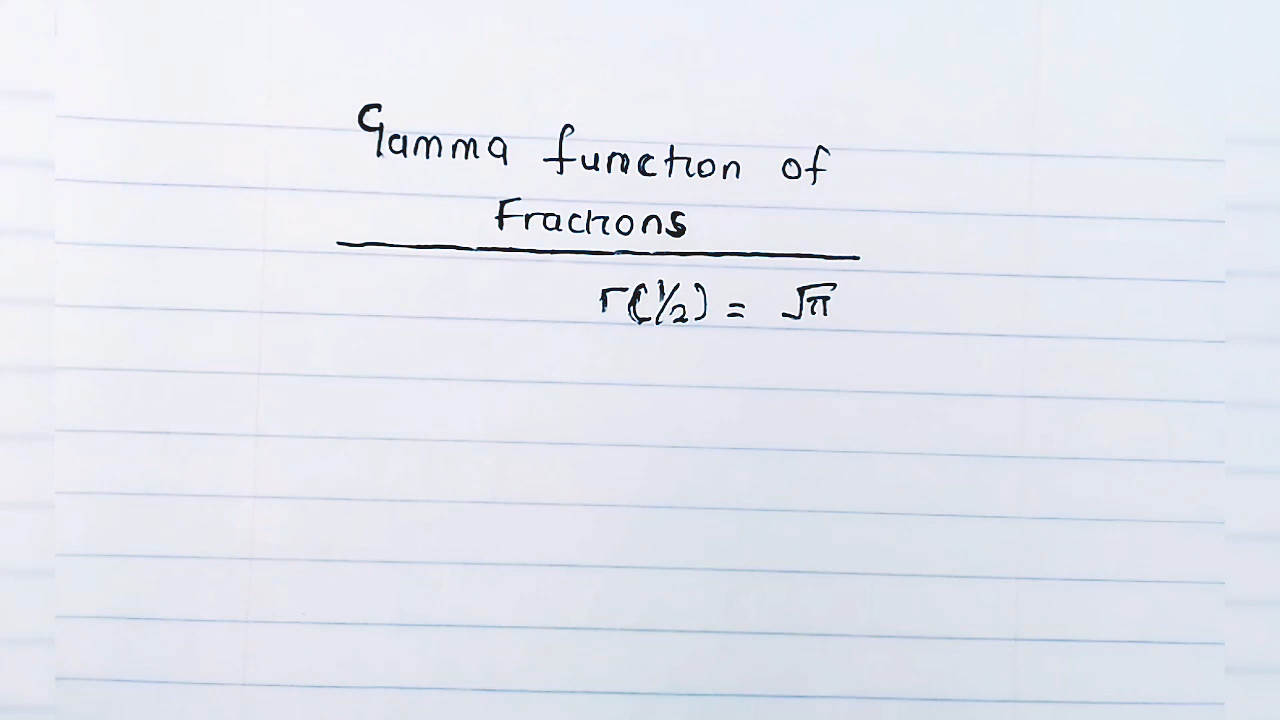 Gamma function of
Fractions
Γ(1/2) = √π